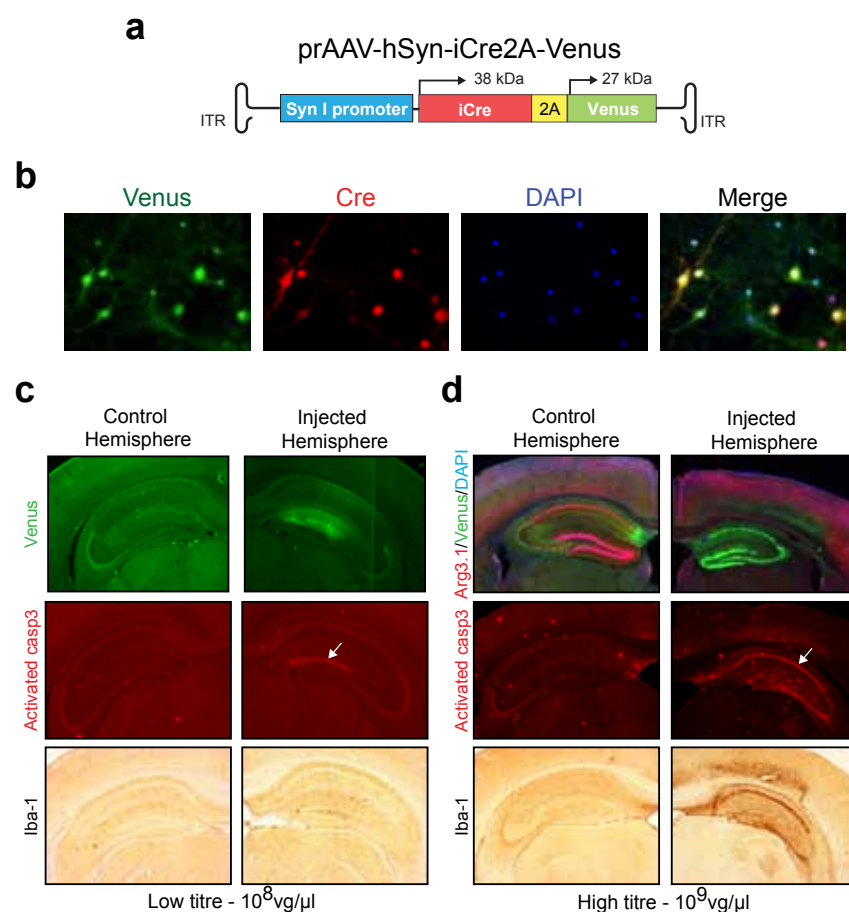 a
prAAV-hSyn-iCre2A-Venus
38 kDa
27 kDa
ITR
Syn I promoter
iCre
2A
Venus
ITR
b
Venus
Cre
DAPI
Merge
c
Control
Hemisphere
Injected
Hemisphere
Venus
Activated casp3
Iba-1
Low titre - 10⁸vg/µl
d
Control
Hemisphere
Injected
Hemisphere
Arg3.1/Venus/DAPI
Activated casp3
Iba-1
High titre - 10⁹vg/µl